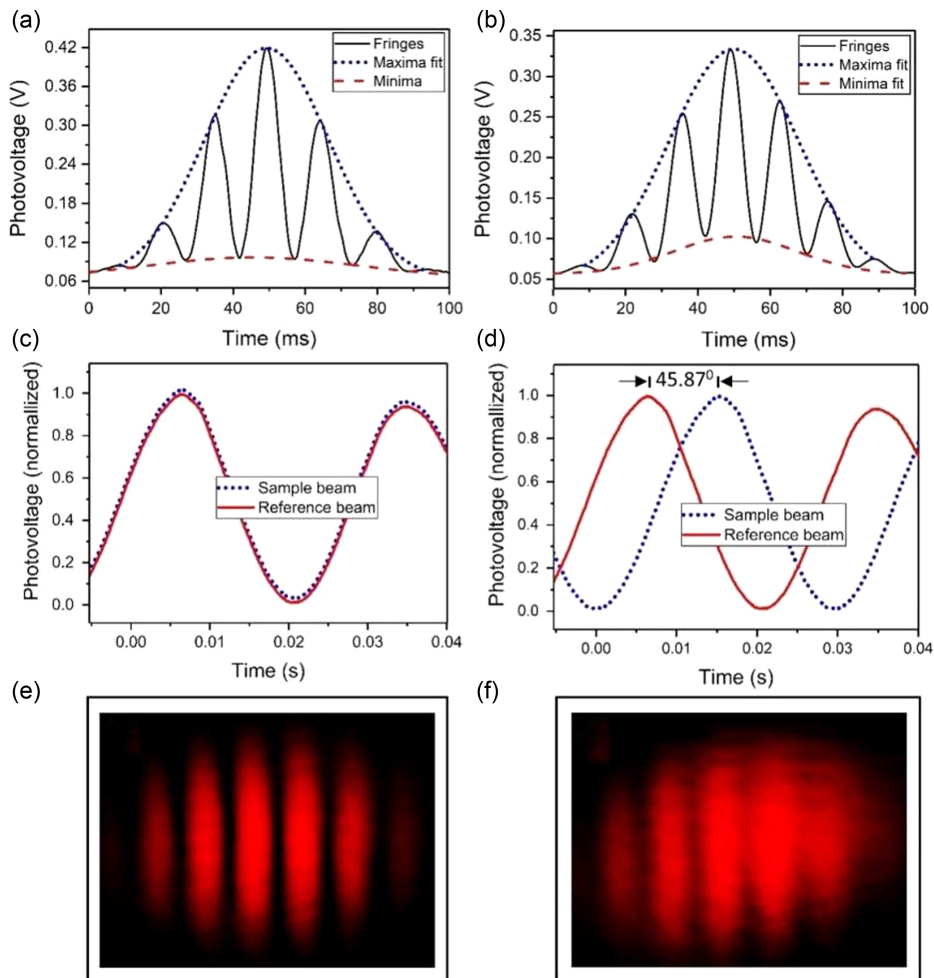 (a)
Photovoltage (V)
0.42
0.36
0.30
0.24
0.18
0.12
0.06
0
20
40
60
80
100
Time (ms)
Fringes
Maxima fit
Minima
(b)
Photovoltage (V)
0.35
0.30
0.25
0.20
0.15
0.10
0.05
0
20
40
60
80
100
Time (ms)
Fringes
Maxima fit
Minima fit
(c)
Photovoltage (normallized)
1.0
0.8
0.6
0.4
0.2
0.0
0.00
0.01
0.02
0.03
0.04
Time (s)
Sample beam
Reference beam
(d)
Photovoltage (normallized)
1.0
0.8
0.6
0.4
0.2
0.0
0.00
0.01
0.02
0.03
0.04
Time (s)
45.87⁰
Sample beam
Reference beam
(e)
(f)